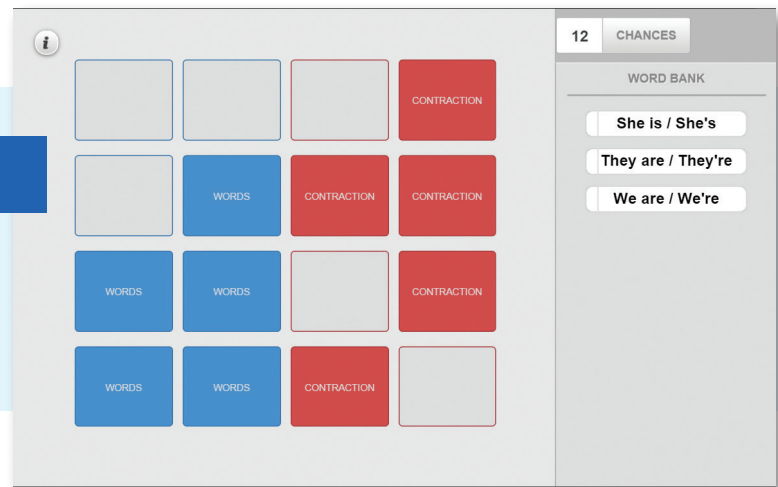 i
12 CHANCES
WORD BANK
She is / She's
They are / They're
We are / We're
CONTRACTION
WORDS CONTRACTION CONTRACTION
WORDS WORDS CONTRACTION
WORDS WORDS CONTRACTION